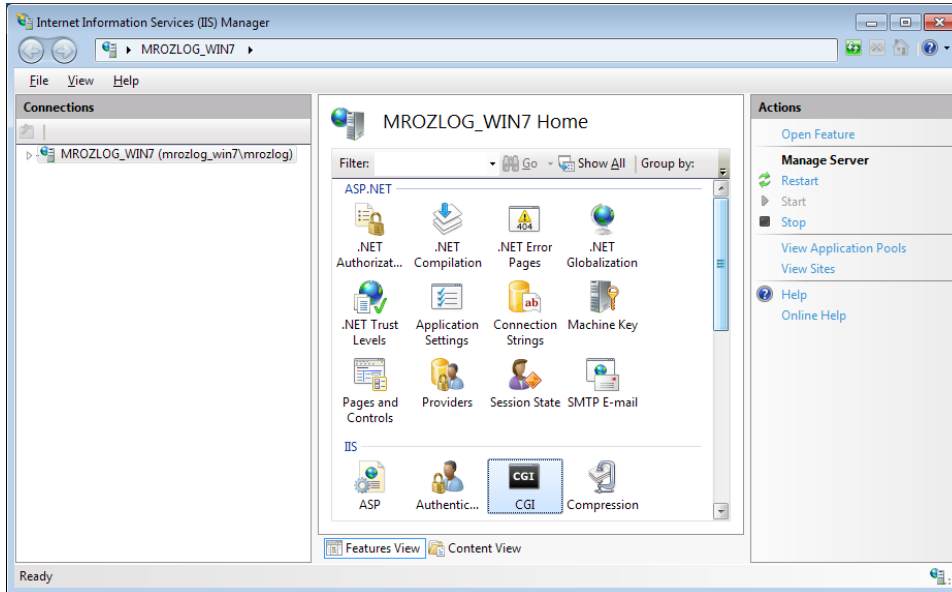 Internet Information Services (IIS) Manager
MROZLOG_WIN7
File View Help
Connections
MROZLOG_WIN7 (mrozlog_win7\mrozlog)
MROZLOG_WIN7 Home
Filter: Go Show All Group by:
ASP.NET
.NET Authorizat...
.NET Compilation
404
.NET Error Pages
.NET Globalization
.NET Trust Levels
Application Settings
ab
Connection Strings
Machine Key
Pages and Controls
Providers
Session State
SMTP E-mail
IIS
ASP
Authentic...
CGI
CGI
Compression
Features View Content View
Actions
Open Feature
Manage Server
Restart
Start
Stop
View Application Pools
View Sites
Help
Online Help
Ready